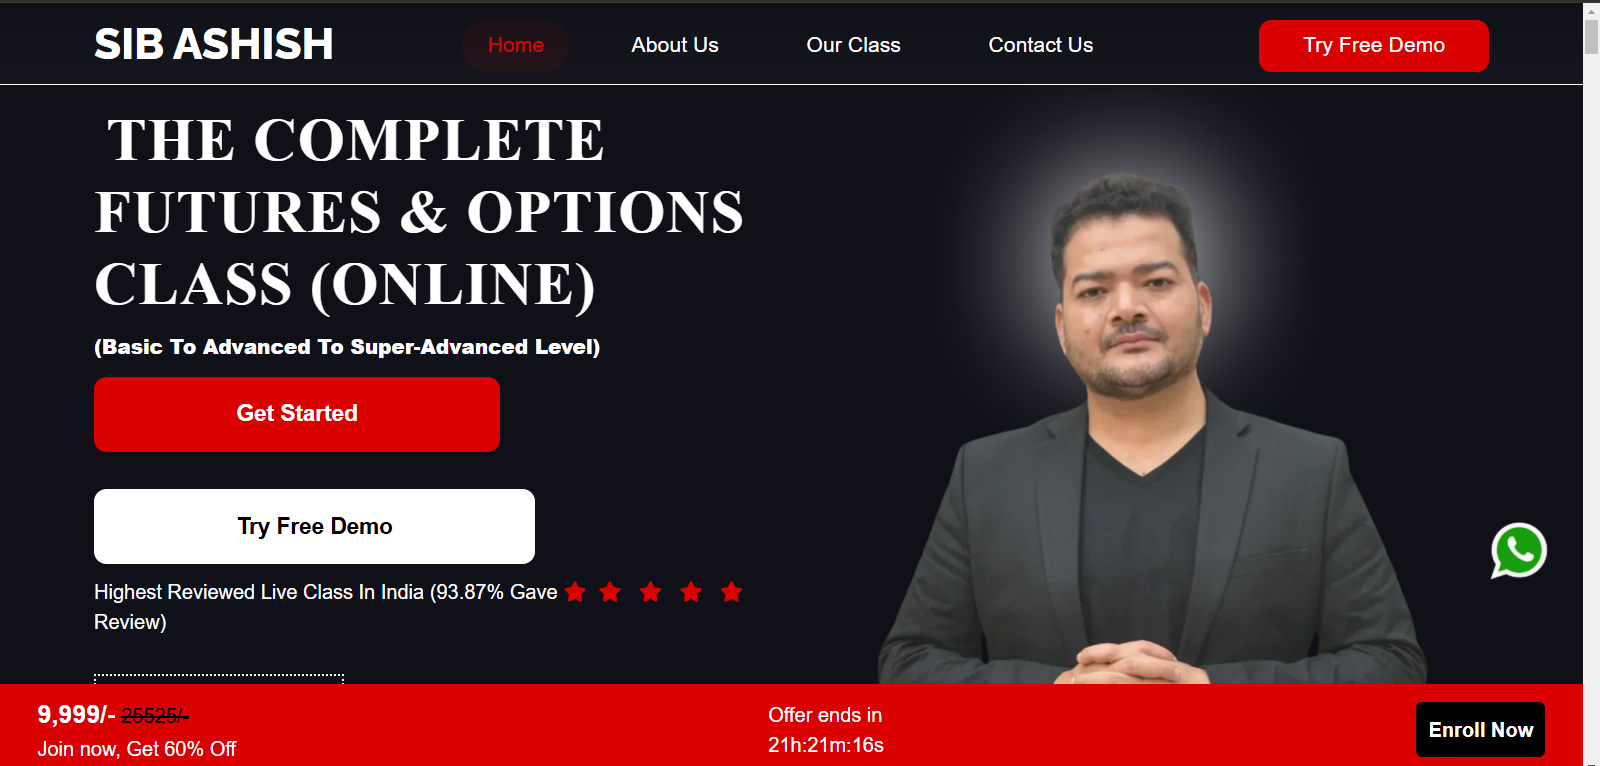 SIB ASHISH
Home
About Us
Our Class
Contact Us
Try Free Demo
THE COMPLETE
FUTURES & OPTIONS
CLASS (ONLINE)
(Basic To Advanced To Super-Advanced Level)
Get Started
Try Free Demo
Highest Reviewed Live Class In India (93.87% Gave ★ ★ ★ ★ ★
Review)
9,999/- 25525/-
Join now, Get 60% Off
Offer ends in
21h:21m:16s
Enroll Now